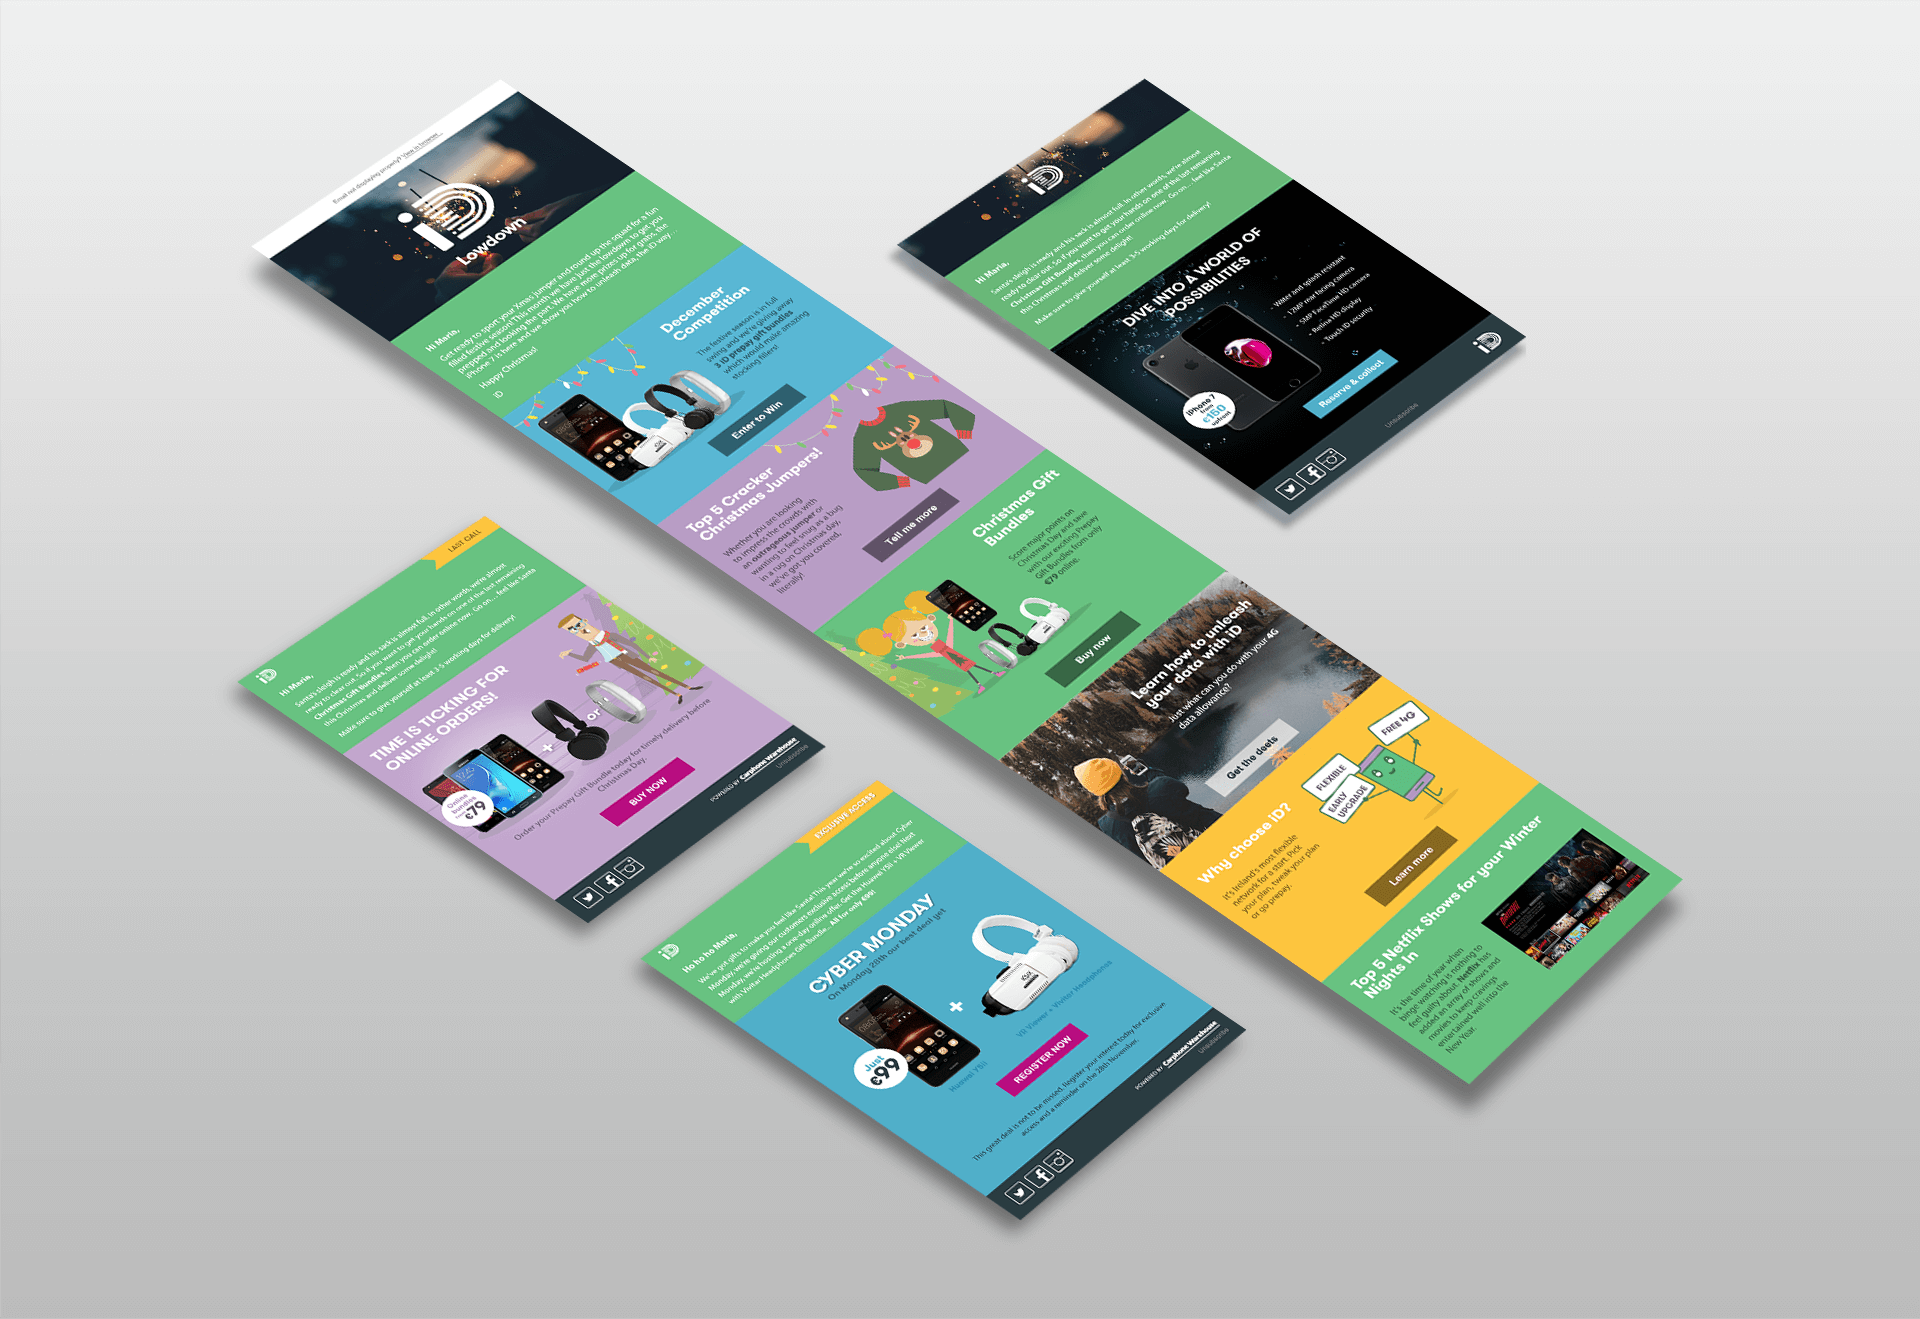 Email not displaying properly? View in browser
iD
Lowdown
Hi Maria,
Get ready to sport your Xmas jumper and round up the squad for a fun
filled festive season! This month we have just the lowdown to get you
prepped and looking the part. We have more prizes up for grabs, the
iPhone 7 is here and we show you how to unleash data, the iD way...
Happy Christmas!
iD
December
Competition
The festive season is in full
swing and we're giving away
3 iD prepay gift bundles
which would make amazing
stocking fillers!
Enter to Win
Top 5 Cracker
Christmas Jumpers!
Whether you are looking
to impress the crowds with
an outrageous jumper or
wanting to feel snug as a bug
in a rug on Christmas day,
we've got you covered,
literally!
Tell me more
Christmas Gift
Bundles
Score major points on
Christmas Day and save
with our exciting Prepay
Gift Bundles from only
€79 online.
Buy now
Learn how to unleash
your data with iD
Just what can you do with your 4G
data allowance?
Get the deets
Why choose iD?
It's Ireland's most flexible
network for a start. Pick
your plan, tweak your plan
or go prepay.
FLEXIBLE
EARLY
UPGRADE
FREE 4G
Learn more
Top 5 Netflix Shows for your Winter
Nights In
It's the time of year when
binge watching is nothing to
feel guilty about. Netflix has
added an array of shows and
movies to keep cravings
entertained well into the
New Year.
iD
Hi Maria,
Santa's sleigh is ready and his sack is almost full. In other words, we're almost
ready to clear out. So if you want to get your hands on one of the last remaining
Christmas Gift Bundles, then you can order online now. Go on... feel like Santa
this Christmas and deliver some delight!
Make sure to give yourself at least 3-5 working days for delivery!
DIVE INTO A WORLD OF
POSSIBILITIES
Water and splash resistant
• 12MP rear facing camera
• 5MP FaceTime HD camera
• Retina HD display
• Touch iD security
iPhone 7
from
€150
upfront
Reserve & collect
iD
Unsubscribe
LAST CALL
iD
Hi Maria,
Santa's sleigh is ready and his sack is almost full. In other words, we're almost
ready to clear out. So if you want to get your hands on one of the last remaining
Christmas Gift Bundles, then you can order online now. Go on... feel like Santa
this Christmas and deliver some delight!
Make sure to give yourself at least 3-5 working days for delivery!
TIME IS TICKING FOR
ONLINE ORDERS!
+
or
Online
bundles
from
€79
Order your Prepay Gift Bundle today for timely delivery before
Christmas Day.
BUY NOW
POWERED BY Carphone Warehouse
Unsubscribe
EXCLUSIVE ACCESS
iD
Ho ho ho Maria,
We've got gifts to make you feel like Santa! This year we're so excited about Cyber
Monday, we're giving our customers exclusive access before anyone else! Next
Monday, we're hosting a one-day online offer. Get the Huawei Y5ii + VR Viewer
with Vivitar Headphones Gift Bundle... All for only €99!
CYBER MONDAY
On Monday 28th our best deal yet
+
Just
€99
Huawei Y5ii
VR Viewer + Vivitar Headphones
REGISTER NOW
This great deal is not to be missed. Register your interest today for exclusive
access and a reminder on the 28th November.
POWERED BY Carphone Warehouse
Unsubscribe